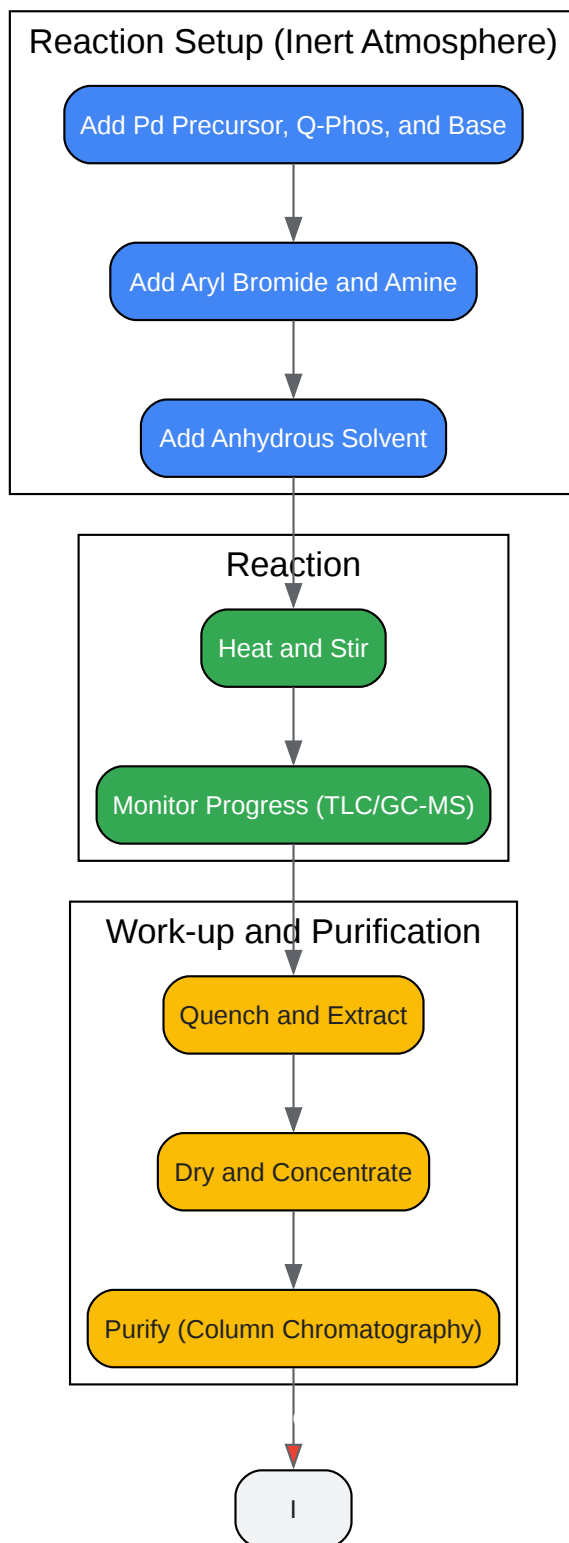 Reaction Setup (Inert Atmosphere)
Add Pd Precursor, Q-Phos, and Base
Add Aryl Bromide and Amine
Add Anhydrous Solvent
Reaction
Heat and Stir
Monitor Progress (TLC/GC-MS)
Work-up and Purification
Quench and Extract
Dry and Concentrate
Purify (Column Chromatography)
I